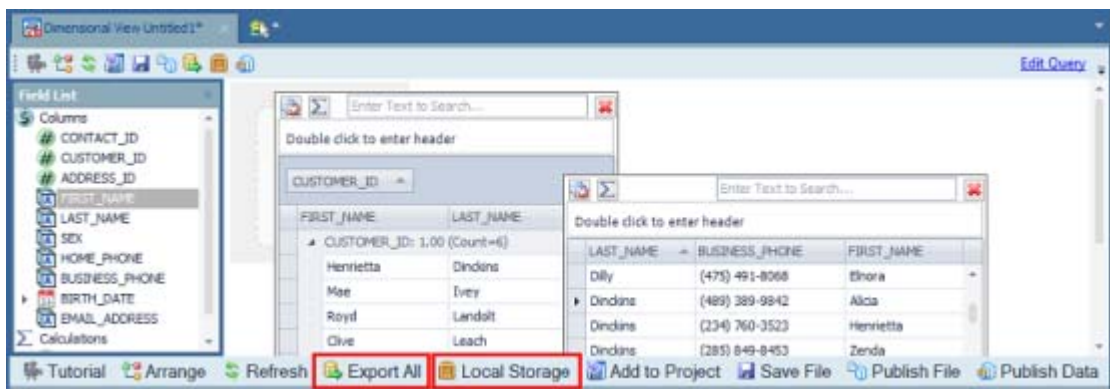 Dimensional View Untitled1*
Edit Query
Field List
Columns
CONTACT_ID
CUSTOMER_ID
ADDRESS_ID
FIRST_NAME
LAST_NAME
SEX
HOME_PHONE
BUSINESS_PHONE
BIRTH_DATE
EMAIL_ADDRESS
Calculations
Enter Text to Search...
Double click to enter header
CUSTOMER_ID
FIRST_NAME LAST_NAME
CUSTOMER_ID: 1.00 (Count=6)
Henrietta Dinckins
Mae Ivey
Royd Landolt
Clive Leach
Enter Text to Search...
Double click to enter header
LAST_NAME BUSINESS_PHONE FIRST_NAME
Dilly (475) 491-8068 Elnora
Dinckins (489) 389-9842 Alicia
Dinckins (234) 760-3523 Henrietta
Dinckins (285) 849-8453 Zenda
Tutorial Arrange Refresh Export All Local Storage Add to Project Save File Publish File Publish Data